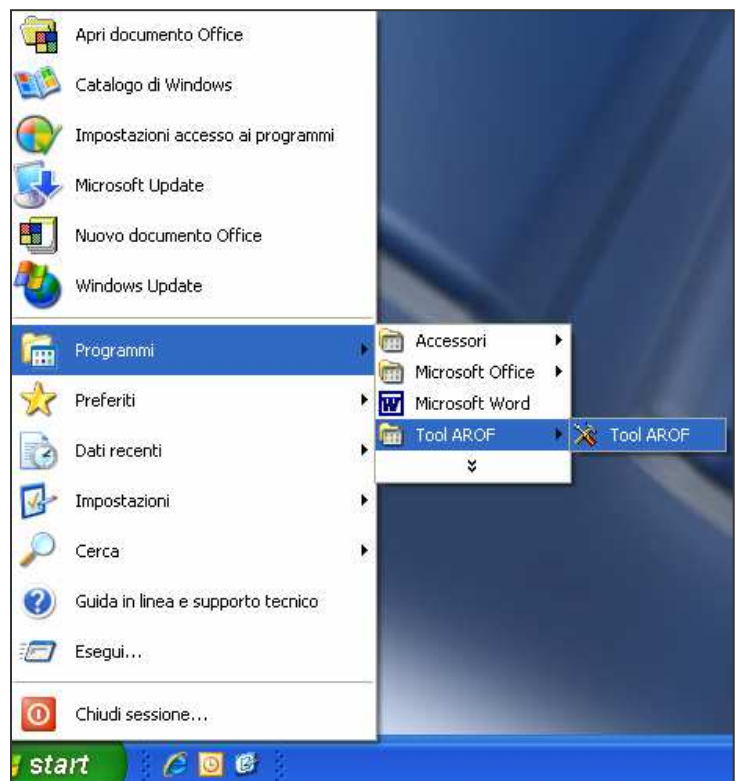 Apri documento Office
Catalogo di Windows
Impostazioni accesso ai programmi
Microsoft Update
Nuovo documento Office
Windows Update
Programmi
Preferiti
Dati recenti
Impostazioni
Cerca
Guida in linea e supporto tecnico
Esegui...
Chiudi sessione...
Accessori
Microsoft Office
Microsoft Word
Tool AROF
Tool AROF
start